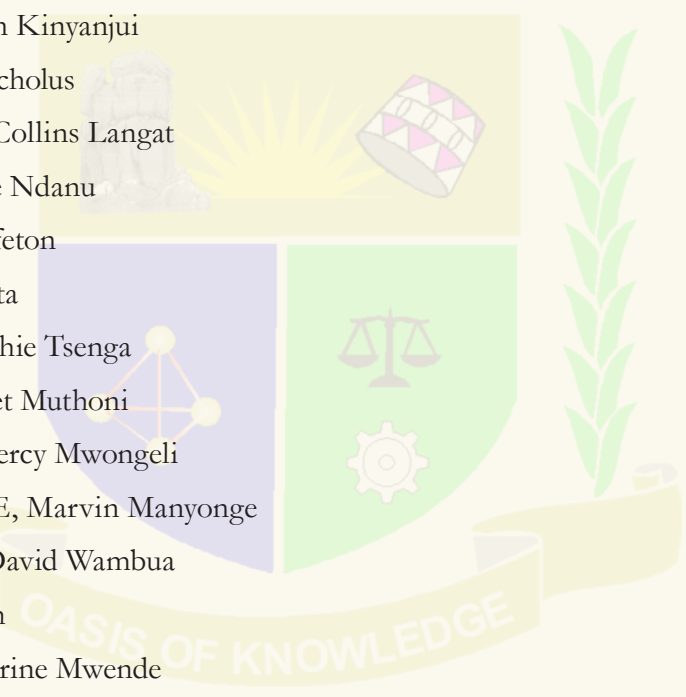 n Kinyanjui
cholus
Collins Langat
e Ndanu
feton
ta
hie Tsenga
et Muthoni
ercy Mwongeli
E, Marvin Manyonge
David Wambua
n
rine Mwende
OASIS OF KNOWLEDGE